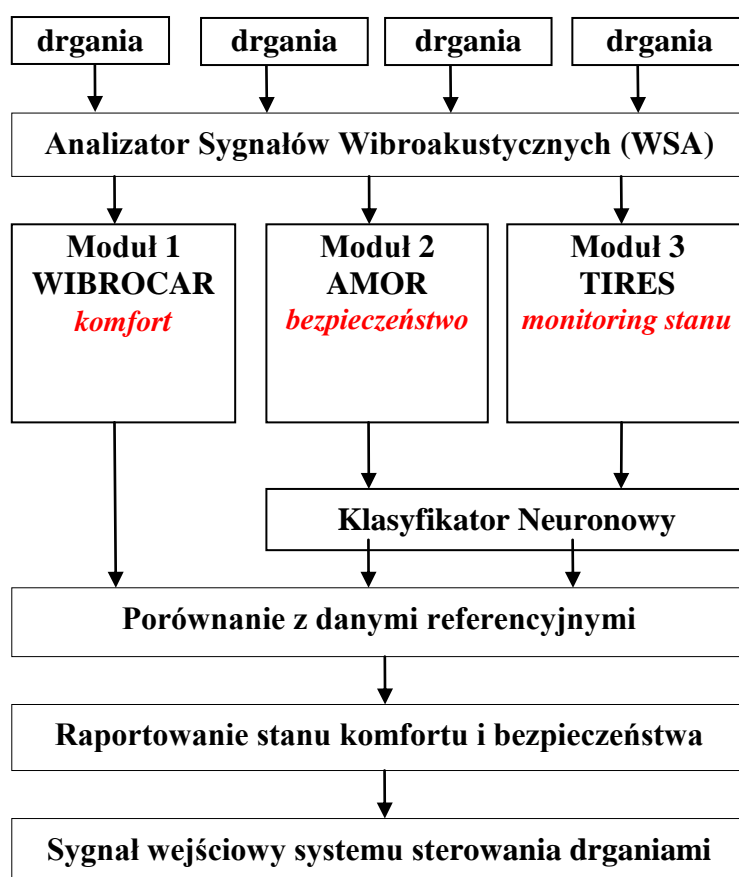 drgania
drgania
drgania
drgania
Analizator Sygnałów Wibroakustycznych (WSA)
Moduł 1
WIBROCAR
komfort
Moduł 2
AMOR
bezpieczeństwo
Moduł 3
TIRES
monitoring stanu
Klasyfikator Neuronowy
Porównanie z danymi referencyjnymi
Raportowanie stanu komfortu i bezpieczeństwa
Sygnał wejściowy systemu sterowania drganiami